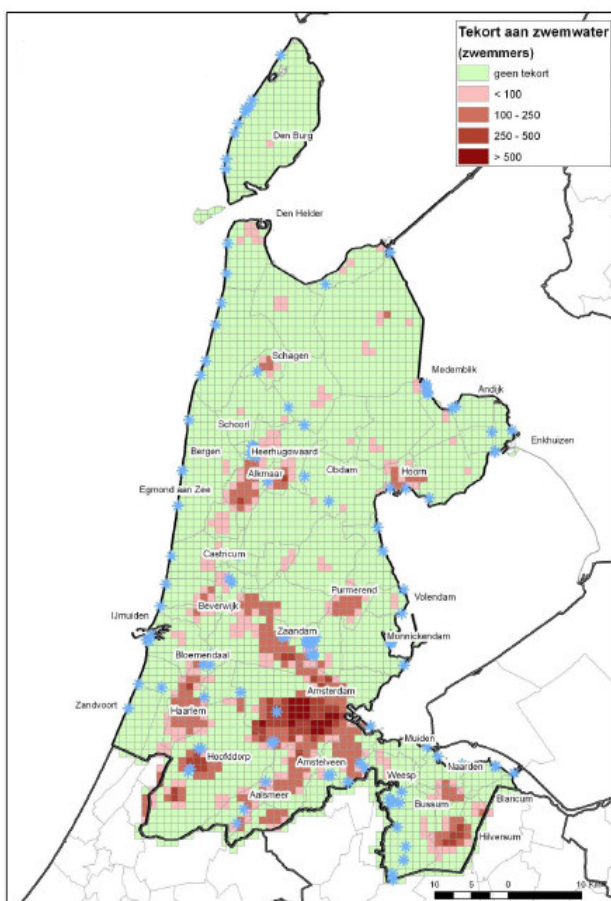 Tekort aan zwemwater
(zwemmers)
geen tekort
< 100
100 - 250
250 - 500
> 500
Den Burg
Den Helder
Schagen
Medemblik
Andijk
Schoorl
Enkhuizen
Bergen
Heerhugowaard
Obdam
Hoorn
Alkmaar
Egmond aan Zee
Castricum
Purmerend
Volendam
Beverwijk
IJmuiden
Zaandam
Monnickendam
Bloemendaal
Amsterdam
Zandvoort
Haarlem
Muiden
Hoofddorp
Amstelveen
Weesp
Naarden
Aalsmeer
Bussum
Blaricum
Hilversum
10 5 0 10 Km